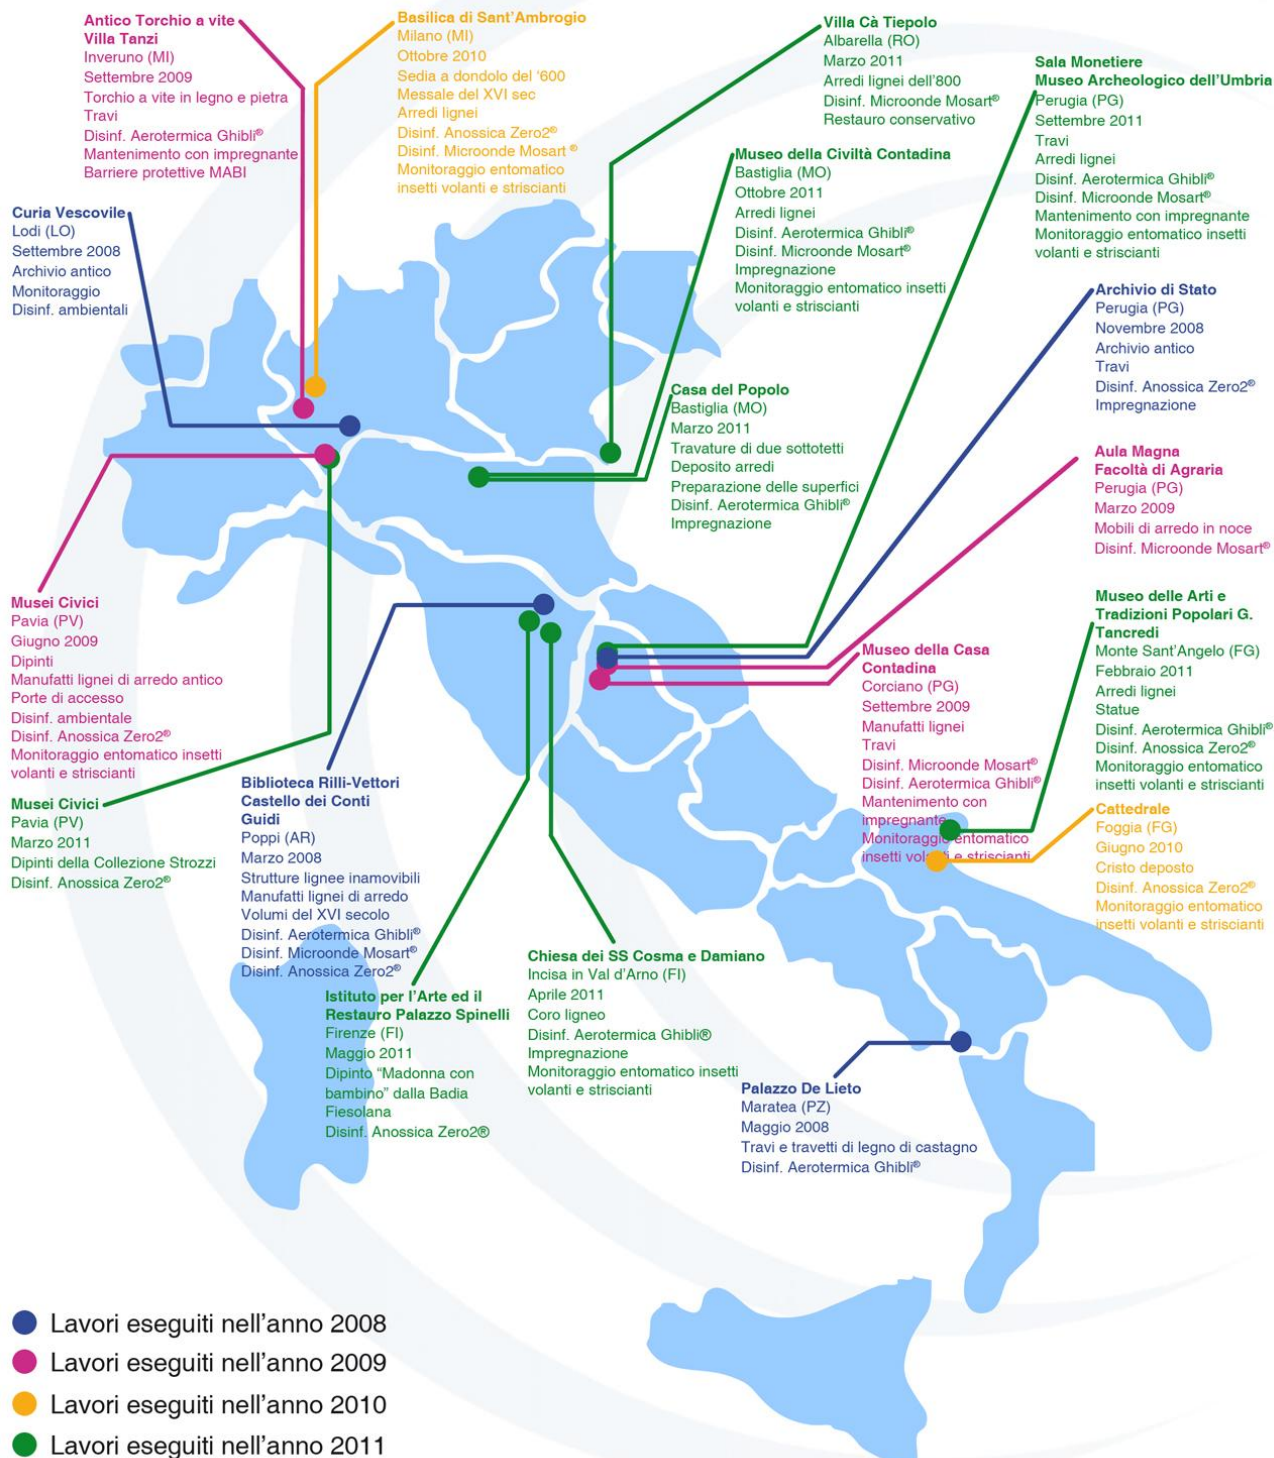 Antico Torchio a vite
Villa Tanzi
Inveruno (MI)
Settembre 2009
Torchio a vite in legno e pietra
Travi
Disinf. Aerotermica Ghibli®
Mantenimento con impregnante
Barriere protettive MABI
Basilica di Sant'Ambrogio
Milano (MI)
Ottobre 2010
Sedia a dondolo del '600
Messale del XVI sec
Arredi lignei
Disinf. Anossica Zero2®
Disinf. Microonde Mosart ®
Monitoraggio entomatico
insetti volanti e striscianti
Villa Cà Tiepolo
Albarella (RO)
Marzo 2011
Arredi lignei dell'800
Disinf. Microonde Mosart®
Restauro conservativo
Sala Monetiere
Museo Archeologico dell'Umbria
Perugia (PG)
Settembre 2011
Travi
Arredi lignei
Disinf. Aerotermica Ghibli®
Disinf. Microonde Mosart®
Mantenimento con impregnante
Monitoraggio entomatico insetti
volanti e striscianti
Museo della Civiltà Contadina
Bastiglia (MO)
Ottobre 2011
Arredi lignei
Disinf. Aerotermica Ghibli®
Disinf. Microonde Mosart®
Impregnazione
Monitoraggio entomatico insetti
volanti e striscianti
Curia Vescovile
Lodi (LO)
Settembre 2008
Archivio antico
Monitoraggio
Disinf. ambientali
Archivio di Stato
Perugia (PG)
Novembre 2008
Archivio antico
Travi
Disinf. Anossica Zero2®
Impregnazione
Casa del Popolo
Bastiglia (MO)
Marzo 2011
Travature di due sottotetti
Deposito arredi
Preparazione delle superfici
Disinf. Aerotermica Ghibli®
Impregnazione
Aula Magna
Facoltà di Agraria
Perugia (PG)
Marzo 2009
Mobili di arredo in noce
Disinf. Microonde Mosart®
Musei Civici
Pavia (PV)
Giugno 2009
Dipinti
Manufatti lignei di arredo antico
Porte di accesso
Disinf. ambientale
Disinf. Anossica Zero2®
Monitoraggio entomatico insetti
volanti e striscianti
Museo delle Arti e
Tradizioni Popolari G.
Tancredi
Monte Sant'Angelo (FG)
Febbraio 2011
Arredi lignei
Statue
Disinf. Aerotermica Ghibli®
Disinf. Anossica Zero2®
Monitoraggio entomatico
insetti volanti e striscianti
Museo della Casa
Contadina
Corciano (PG)
Settembre 2009
Manufatti lignei
Travi
Disinf. Microonde Mosart®
Disinf. Aerotermica Ghibli®
Mantenimento con
impregnante
Monitoraggio entomatico
insetti volanti e striscianti
Musei Civici
Pavia (PV)
Marzo 2011
Dipinti della Collezione Strozzi
Disinf. Anossica Zero2®
Biblioteca Rilli-Vettori
Castello dei Conti
Guidi
Poppi (AR)
Marzo 2008
Strutture lignee inamovibili
Manufatti lignei di arredo
Volumi del XVI secolo
Disinf. Aerotermica Ghibli®
Disinf. Microonde Mosart®
Disinf. Anossica Zero2®
Cattedrale
Foggia (FG)
Giugno 2010
Cristo deposto
Disinf. Anossica Zero2®
Monitoraggio entomatico
insetti volanti e striscianti
Chiesa dei SS Cosma e Damiano
Incisa in Val d'Arno (FI)
Aprile 2011
Coro ligneo
Disinf. Aerotermica Ghibli®
Impregnazione
Monitoraggio entomatico insetti
volanti e striscianti
Istituto per l'Arte ed il
Restauro Palazzo Spinelli
Firenze (FI)
Maggio 2011
Dipinto "Madonna con
bambino" dalla Badia
Fiesolana
Disinf. Anossica Zero2®
Palazzo De Lieto
Maratea (PZ)
Maggio 2008
Travi e travetti di legno di castagno
Disinf. Aerotermica Ghibli®
Lavori eseguiti nell'anno 2008
Lavori eseguiti nell'anno 2009
Lavori eseguiti nell'anno 2010
Lavori eseguiti nell'anno 2011